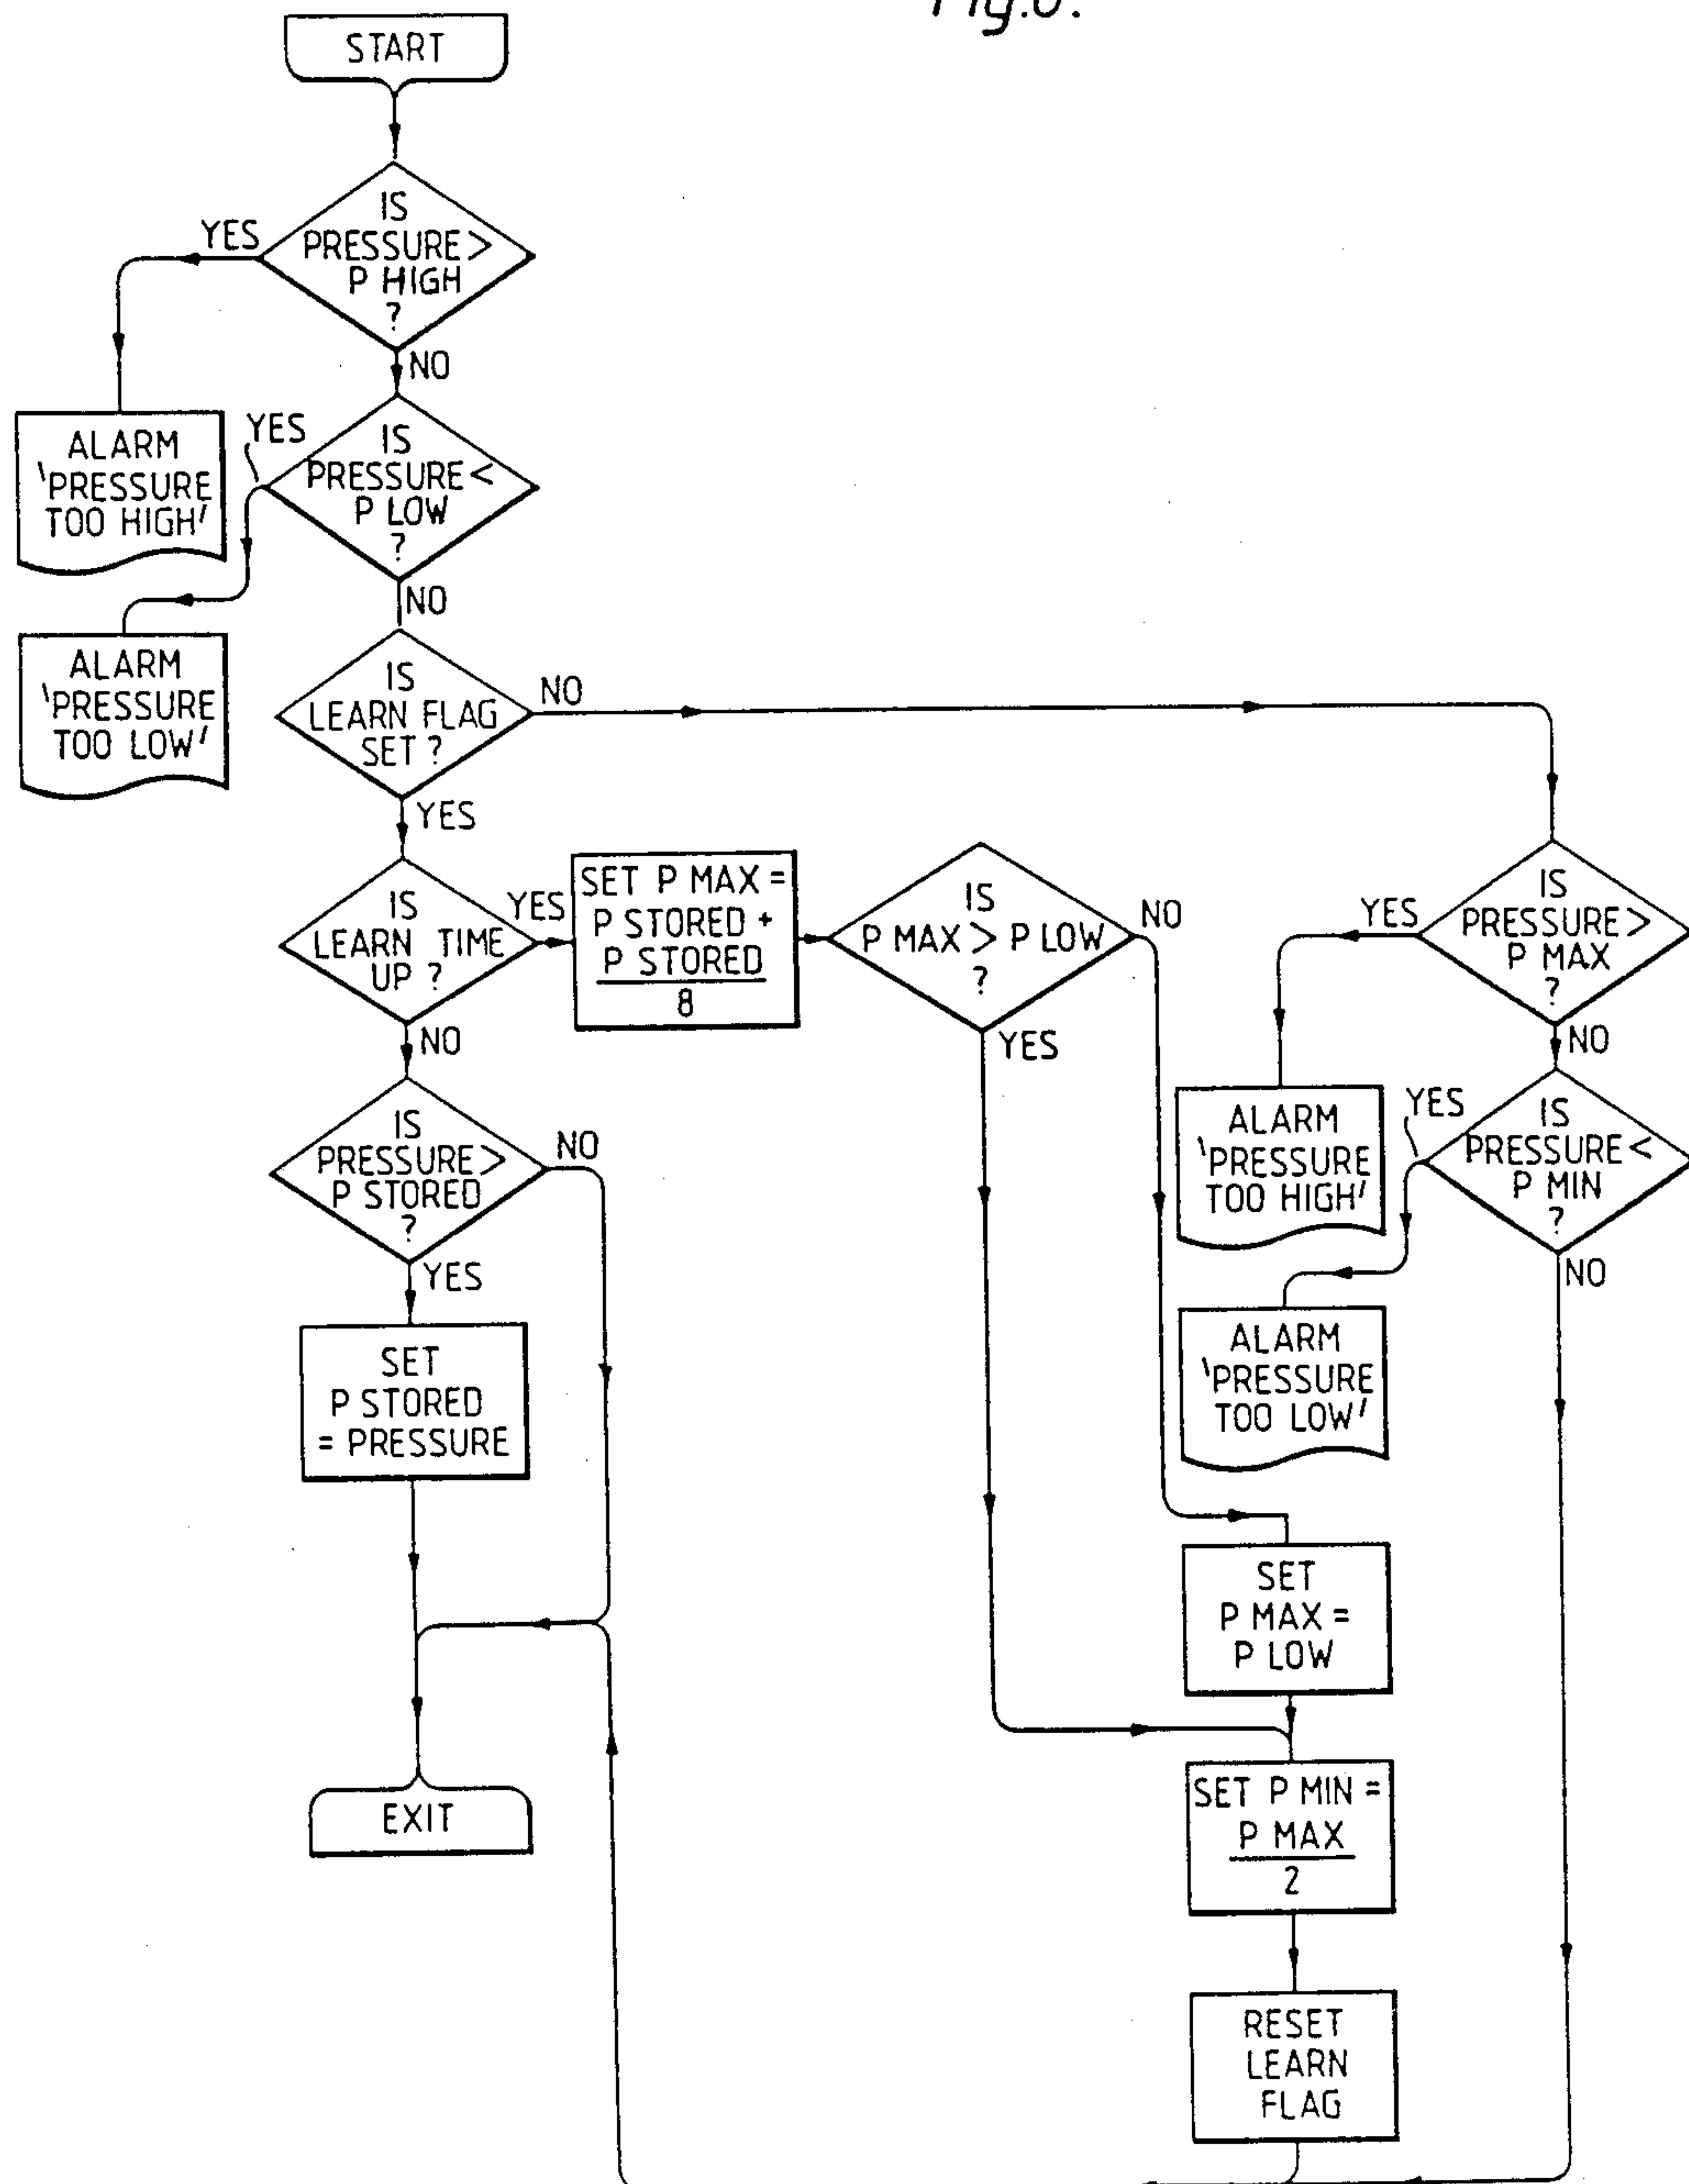 START
IS
PRESSURE >
P HIGH
?
YES
NO
ALARM
'PRESSURE
TOO HIGH'
YES
IS
PRESSURE <
P LOW
?
NO
ALARM
'PRESSURE
TOO LOW'
IS
LEARN FLAG
SET ?
NO
YES
IS
LEARN TIME
UP ?
YES
NO
SET P MAX =
P STORED +
P STORED
8
IS
P MAX > P LOW
?
NO
YES
IS
PRESSURE >
P MAX
?
YES
NO
IS
PRESSURE >
P STORED
?
NO
YES
ALARM
'PRESSURE
TOO HIGH'
YES
IS
PRESSURE <
P MIN
?
NO
SET
P STORED
= PRESSURE
ALARM
'PRESSURE
TOO LOW'
SET
P MAX =
P LOW
EXIT
SET P MIN =
P MAX
2
RESET
LEARN
FLAG